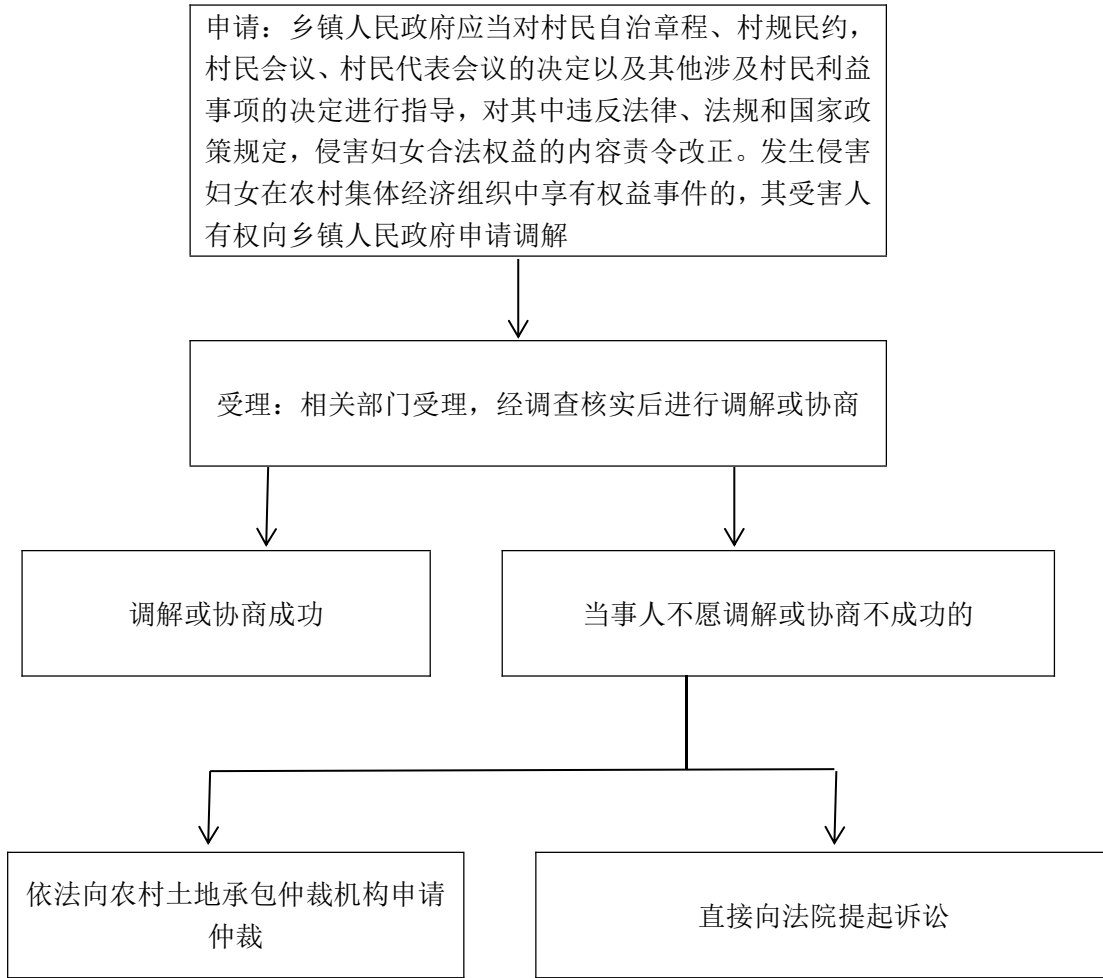 申请：乡镇人民政府应当对村民自治章程、村规民约，
村民会议、村民代表会议的决定以及其他涉及村民利益
事项的决定进行指导，对其中违反法律、法规和国家政
策规定，侵害妇女合法权益的内容责令改正。发生侵害
妇女在农村集体经济组织中享有权益事件的，其受害人
有权向乡镇人民政府申请调解
受理：相关部门受理，经调查核实后进行调解或协商
调解或协商成功
当事人不愿调解或协商不成功的
依法向农村土地承包仲裁机构申请
仲裁
直接向法院提起诉讼